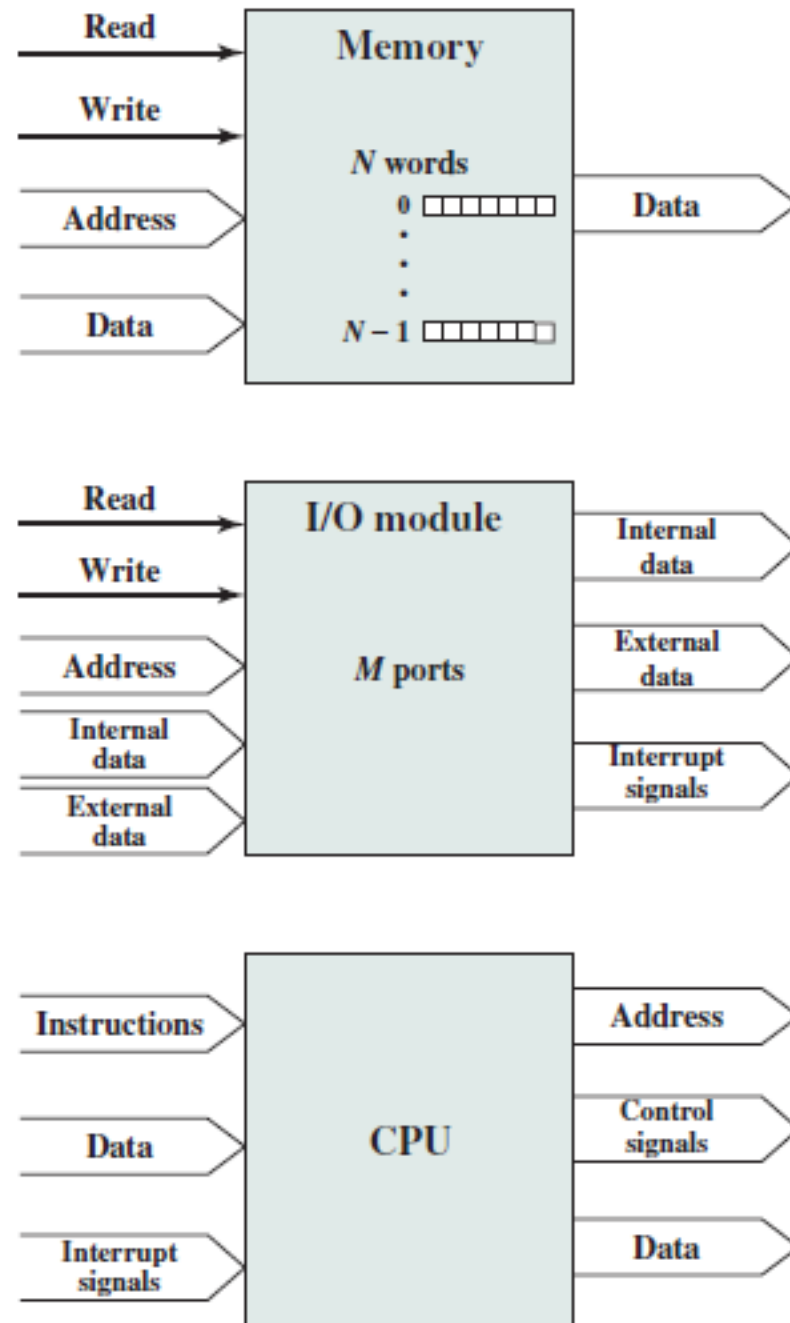 Read
Memory
Write
N words
0
Address
Data
Data
N – 1
Read
I/O module
Internal
data
Write
External
data
Address
M ports
Internal
data
Interrupt
signals
External
data
Instructions
Address
Control
signals
Data
CPU
Interrupt
signals
Data